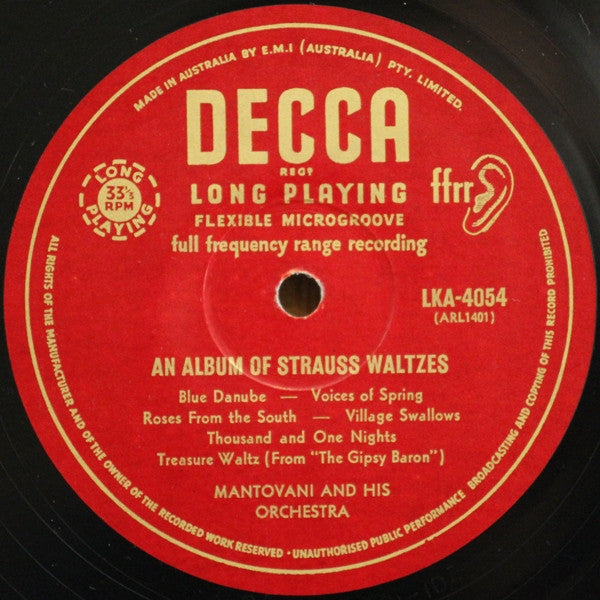 MADE IN AUSTRALIA BY E.M.I (AUSTRALIA) PTY. LIMITED.
DECCA
REGD
LONG PLAYING
FLEXIBLE MICROGROOVE
full frequency range recording
LONG
33⅓
RPM
PLAYING
ffrr
LKA-4054
(ARL1401)
AN ALBUM OF STRAUSS WALTZES
Blue Danube — Voices of Spring
Roses From the South — Village Swallows
Thousand and One Nights
Treasure Waltz (From "The Gipsy Baron")
MANTOVANI AND HIS
ORCHESTRA
ALL RIGHTS OF THE MANUFACTURER AND OF THE OWNER OF THE RECORDED WORK RESERVED · UNAUTHORISED PUBLIC PERFORMANCE BROADCASTING AND COPYING OF THIS RECORD PROHIBITED